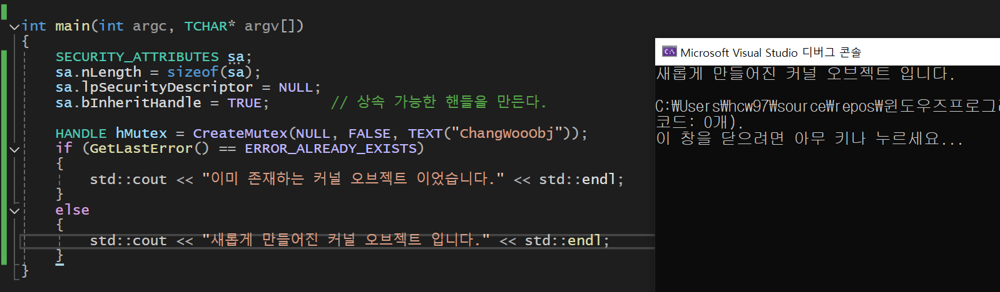 int main(int argc, TCHAR* argv[])
{
SECURITY_ATTRIBUTES sa;
sa.nLength = sizeof(sa);
sa.lpSecurityDescriptor = NULL;
sa.bInheritHandle = TRUE; // 상속 가능한 핸들을 만든다.
HANDLE hMutex = CreateMutex(NULL, FALSE, TEXT("ChangWooObj"));
if (GetLastError() == ERROR_ALREADY_EXISTS)
{
std::cout << "이미 존재하는 커널 오브젝트 이었습니다." << std::endl;
}
else
{
std::cout << "새롭게 만들어진 커널 오브젝트 입니다." << std::endl;
}
}
Microsoft Visual Studio 디버그 콘솔
새롭게 만들어진 커널 오브젝트 입니다.
C:₩Users₩hcw97₩source₩repos₩윈도우즈프로그
코드: 0개).
이 창을 닫으려면 아무 키나 누르세요...